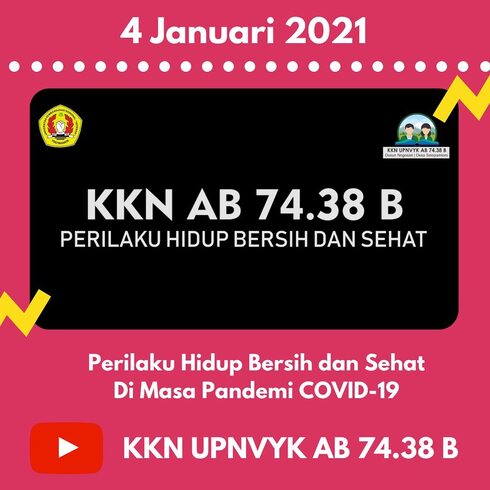 4 Januari 2021
KKN UPNVYK AB 74.38 B
KKN AB 74.38 B
PERILAKU HIDUP BERSIH DAN SEHAT
Perilaku Hidup Bersih dan Sehat
Di Masa Pandemi COVID-19
KKN UPNVYK AB 74.38 B